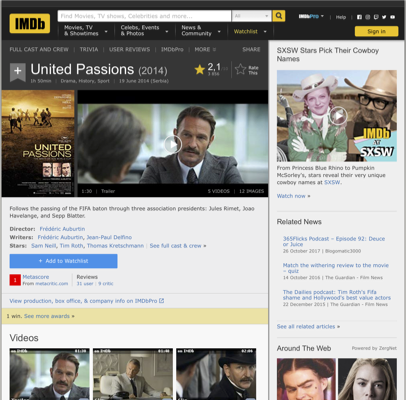 IMDb
Find Movies, TV shows, Celebrities and more...
All
IMDbPro
Help
Movies, TV & Showtimes
Celebs, Events & Photos
News & Community
Watchlist
Sign in
FULL CAST AND CREW | TRIVIA | USER REVIEWS | IMDbPro | MORE
SHARE
United Passions (2014)
2,1
Rate This
1h 50min | Drama, History, Sport | 19 June 2014 (Serbia)
UNITED PASSIONS
1:30 | Trailer
5 VIDEOS | 12 IMAGES
Follows the passing of the FIFA baton through three association presidents: Jules Rimet, Joao Havelange, and Sepp Blatter.
Director: Frédéric Auburtin
Writers: Frédéric Auburtin, Jean-Paul Delfino
Stars: Sam Neill, Tim Roth, Thomas Kretschmann | See full cast & crew »
+ Add to Watchlist
1
Metascore
From metacritic.com
Reviews
31 user | 9 critic
View production, box office, & company info on IMDbPro
1 win. See more awards »
Videos
SXSW Stars Pick Their Cowboy Names
IMDb
AT
SXSW
From Princess Blue Rhino to Pumpkin McSorley's, stars reveal their very unique cowboy names at SXSW.
Watch now »
Related News
365Flicks Podcast – Episode 92: Deuce or Juice
26 October 2017 | Blogomatic3000
Match the withering review to the movie – quiz
14 October 2016 | The Guardian - Film News
The Dailies podcast: Tim Roth's Fifa shame and Hollywood's best value actors
22 December 2015 | The Guardian - Film News
See all related articles »
Around The Web
Powered by ZergNet